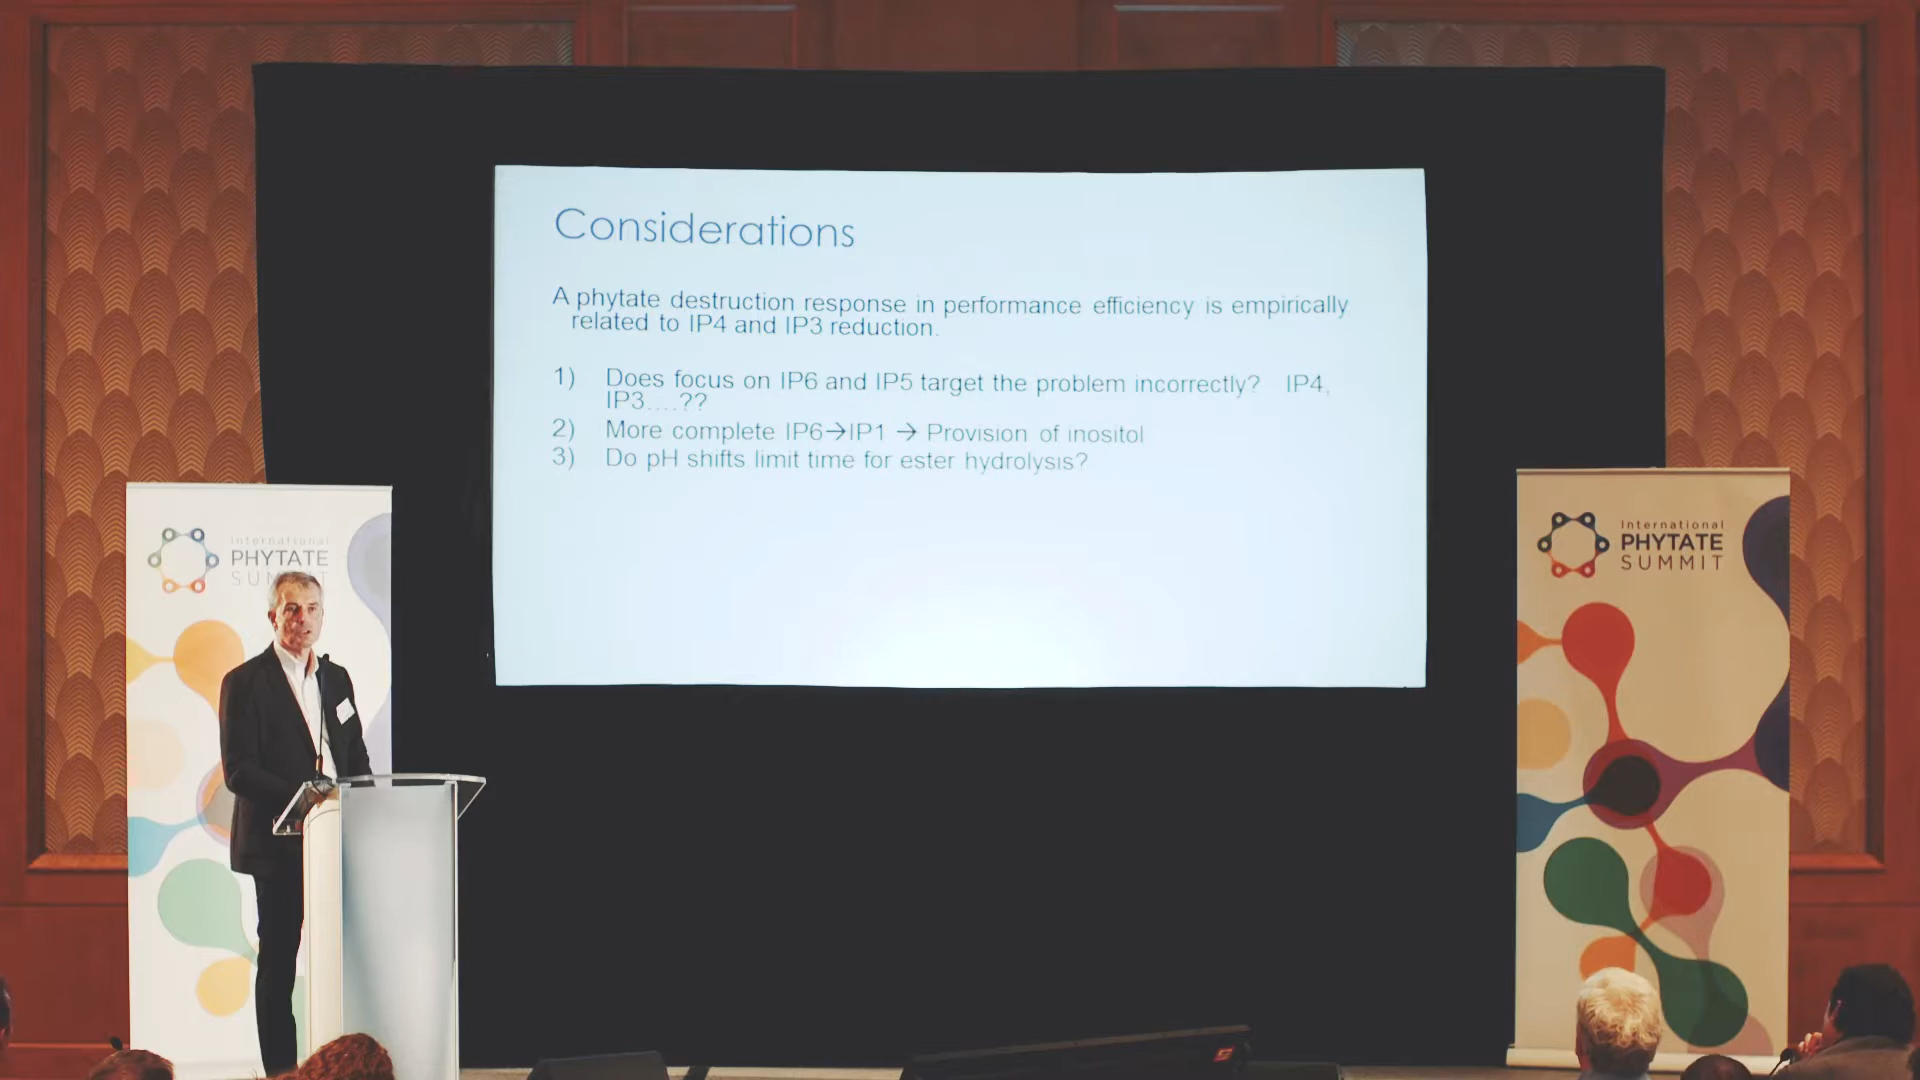 Considerations
A phytate destruction response in performance efficiency is empirically
related to IP4 and IP3 reduction.
1) Does focus on IP6 and IP5 target the problem incorrectly? IP4,
IP3....??
2) More complete IP6→IP1 → Provision of inositol
3) Do pH shifts limit time for ester hydrolysis?
International
PHYTATE
SUMMIT
International
PHYTATE
SUMMIT